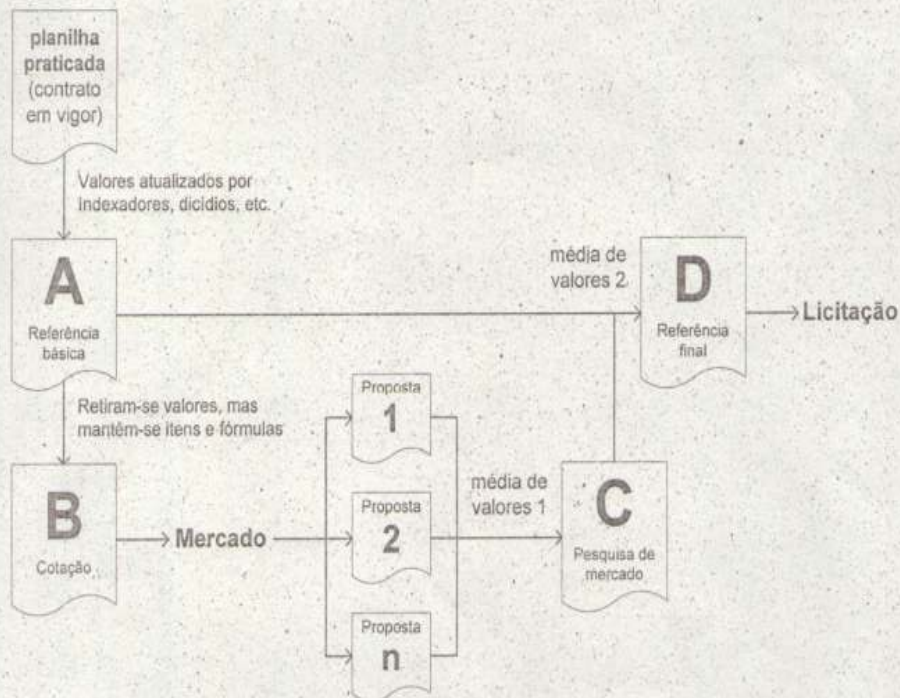 planilha
praticada
(contrato
em vigor)
Valores atualizados por
indexadores, dicídios, etc.
A
Referência
básica
média de
valores 2
D
Referência
final
Licitação
Retiram-se valores, mas
mantêm-se itens e fórmulas
B
Cotação
Mercado
Proposta
1
Proposta
2
Proposta
n
média de
valores 1
C
Pesquisa de
mercado